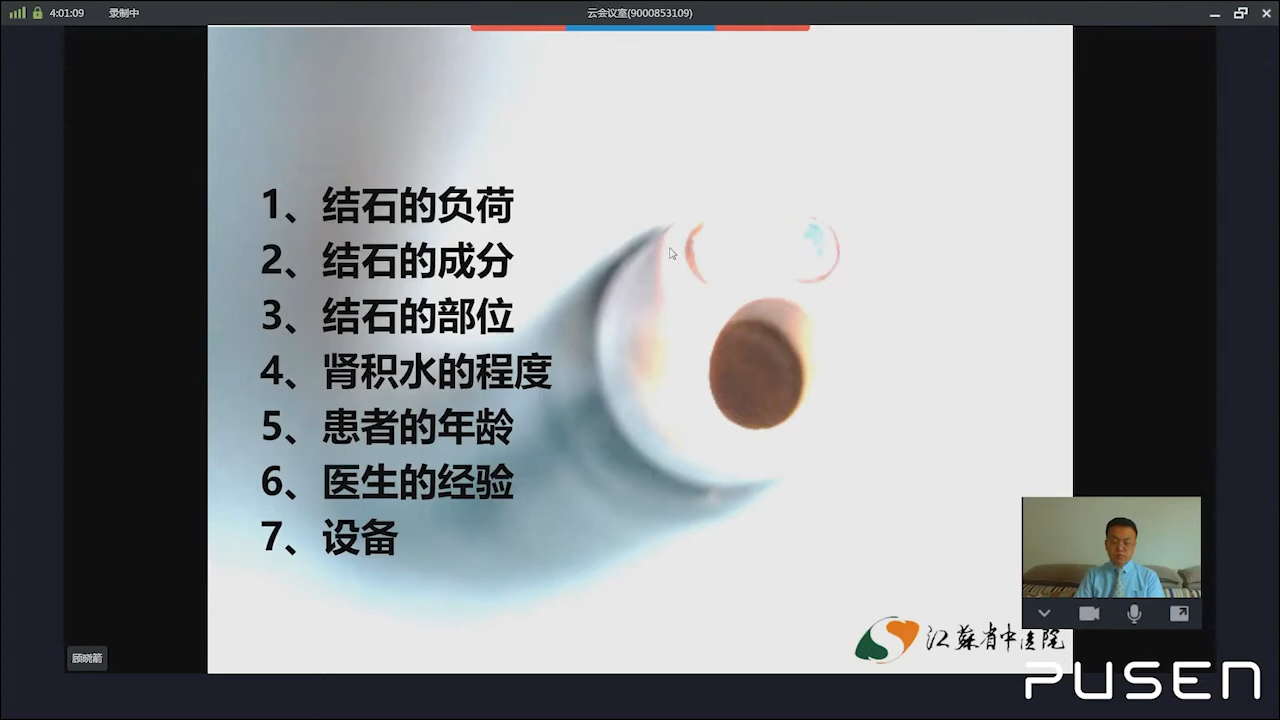 4:01:09 录制中 云会议室(9000853109)
1、结石的负荷
2、结石的成分
3、结石的部位
4、肾积水的程度
5、患者的年龄
6、医生的经验
7、设备
江苏省中医院
顾晓箭
PUSEN